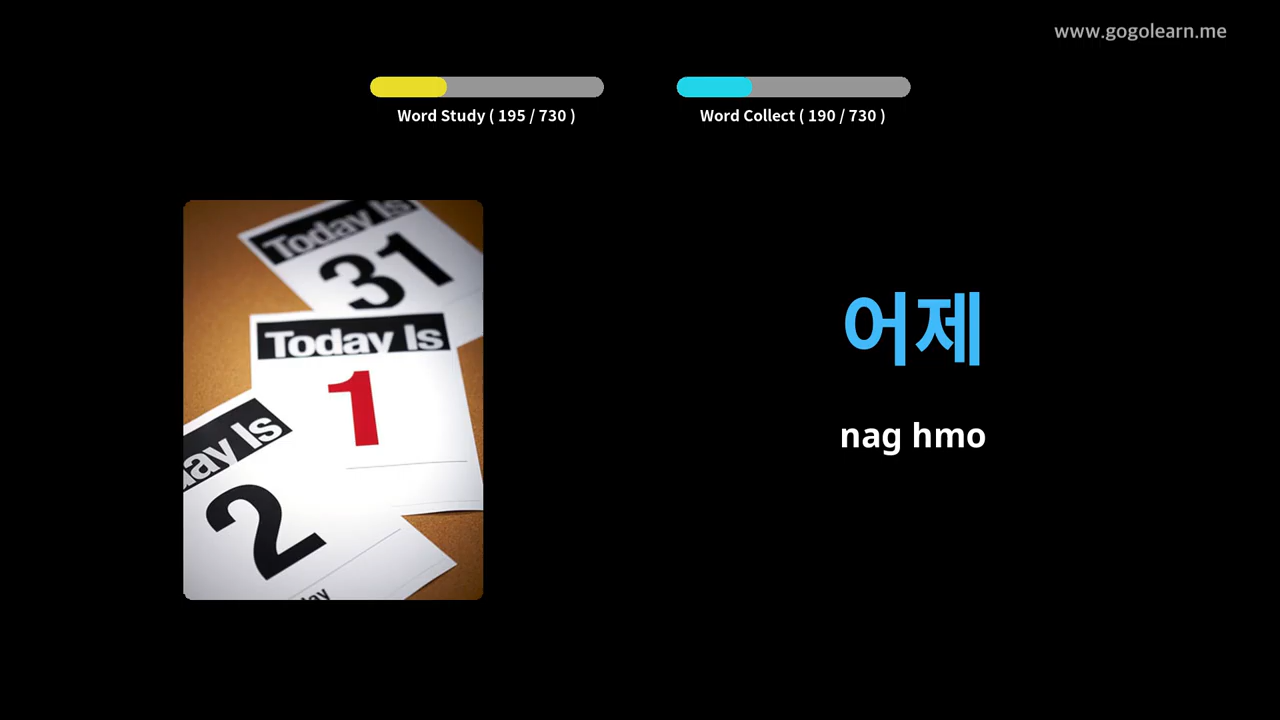 www.gogolearn.me
Word Study ( 195 / 730 )
Word Collect ( 190 / 730 )
Today Is
31
Today Is
1
ay Is
2
ay
어제
nag hmo